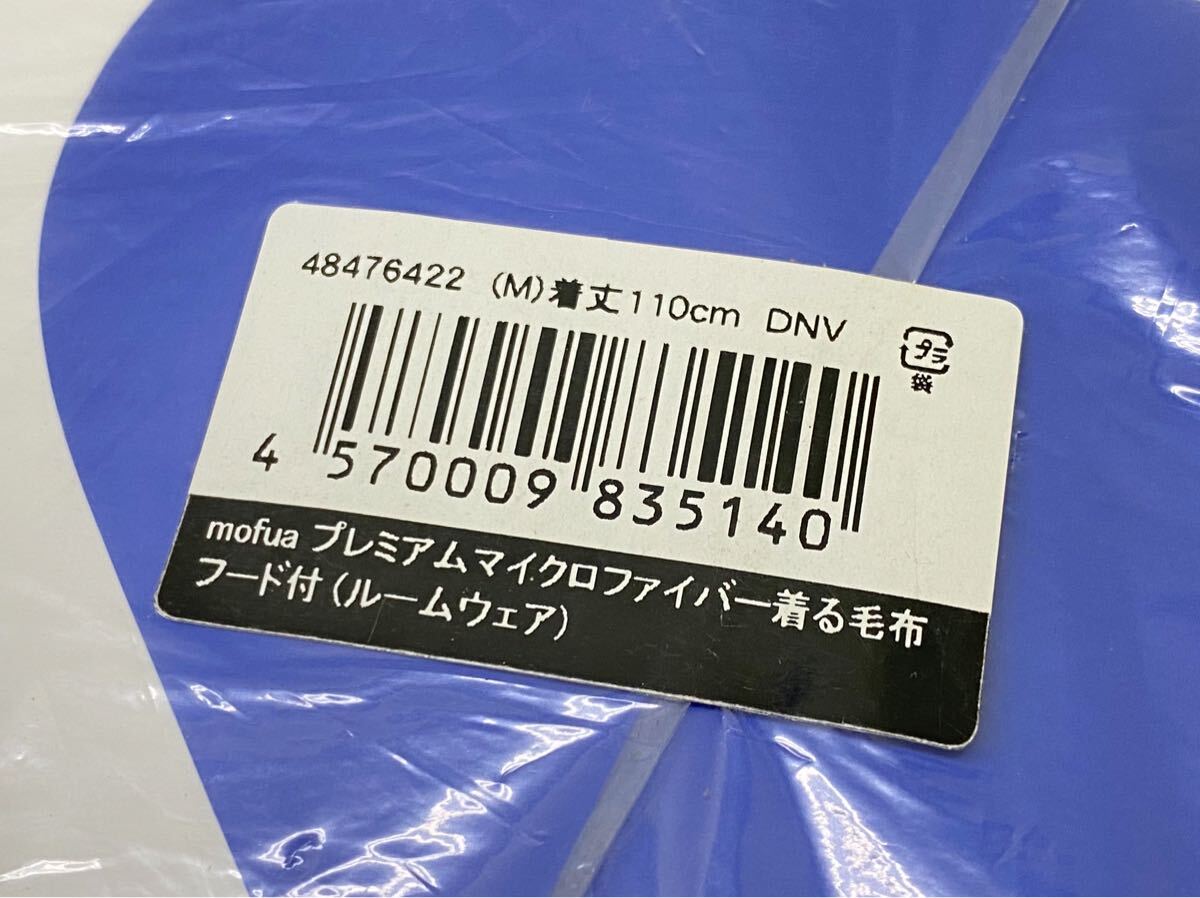 48476422 (M)着丈110cm DNV
プラ
袋
4 570009 835140
mofua プレミアムマイクロファイバー着る毛布
フード付(ルームウェア)